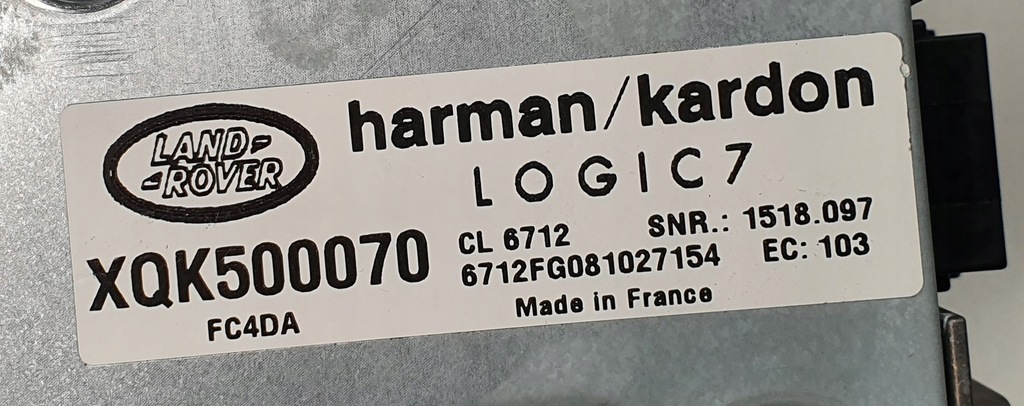 LAND-
-ROVER
harman/kardon
LOGIC7
XQK500070
CL 6712
SNR.: 1518.097
6712FG081027154
EC: 103
FC4DA
Made in France